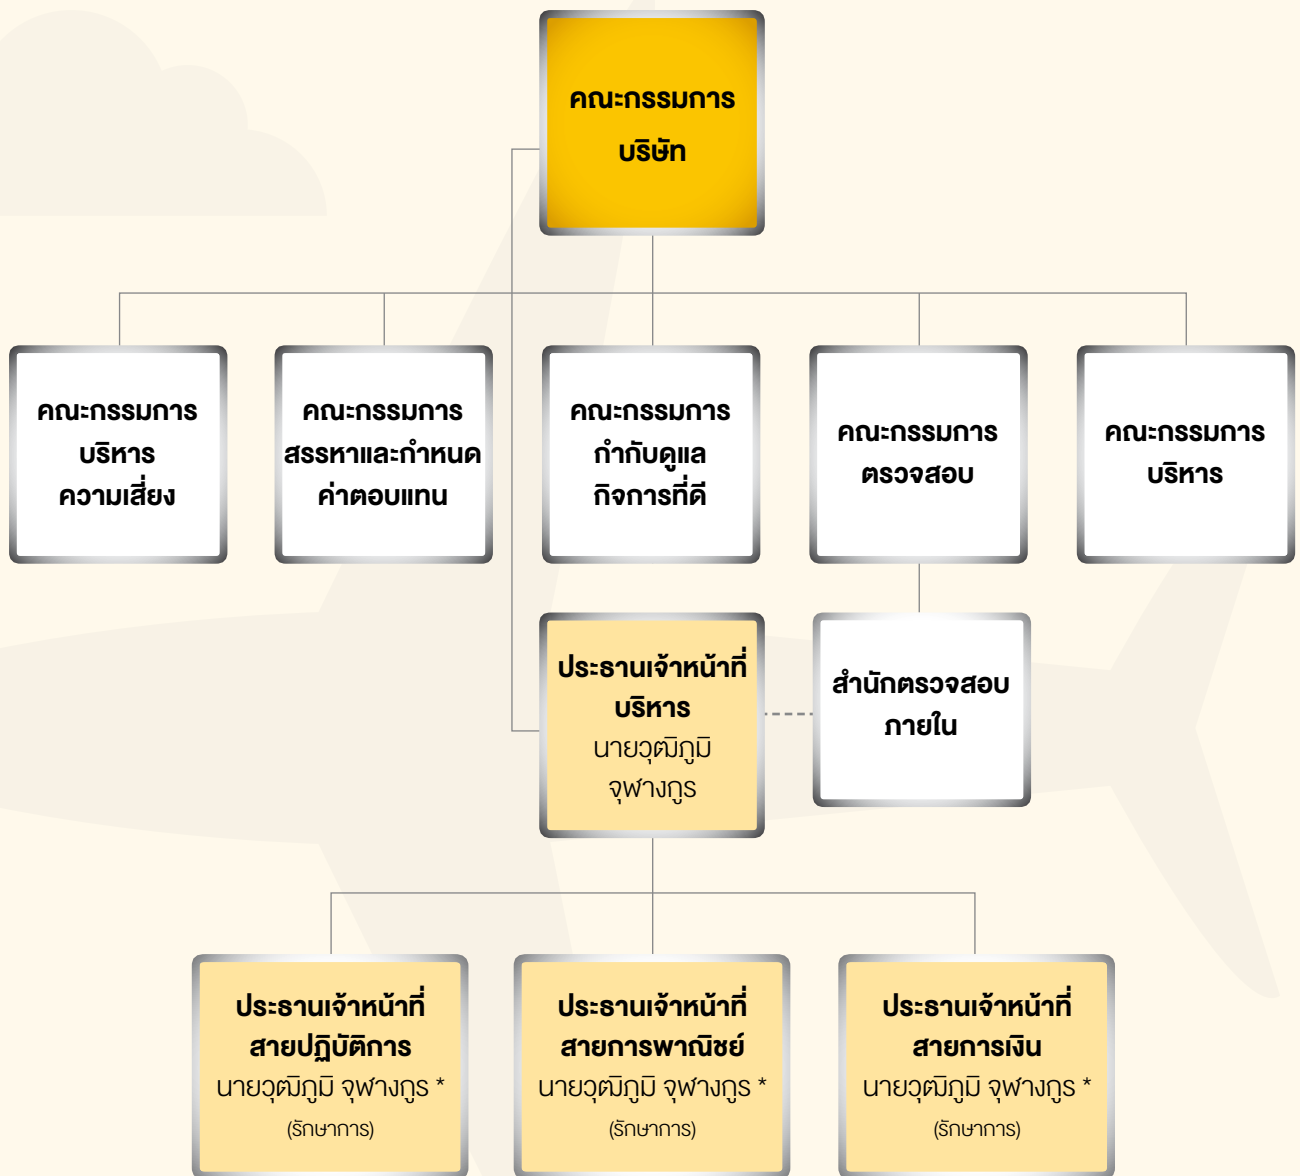 คณะกรรมการ
บริษัท
คณะกรรมการ
บริหาร
ความเสี่ยง
คณะกรรมการ
สรรหาและกำหนด
ค่าตอบแทน
คณะกรรมการ
กำกับดูแล
กิจการที่ดี
คณะกรรมการ
ตรวจสอบ
คณะกรรมการ
บริหาร
ประธานเจ้าหน้าที่
บริหาร
นายวุฒิภูมิ
จุฬางกูร
สำนักตรวจสอบ
ภายใน
ประธานเจ้าหน้าที่
สายปฏิบัติการ
นายวุฒิภูมิ จุฬางกูร *
(รักษาการ)
ประธานเจ้าหน้าที่
สายการพาณิชย์
นายวุฒิภูมิ จุฬางกูร *
(รักษาการ)
ประธานเจ้าหน้าที่
สายการเงิน
นายวุฒิภูมิ จุฬางกูร *
(รักษาการ)